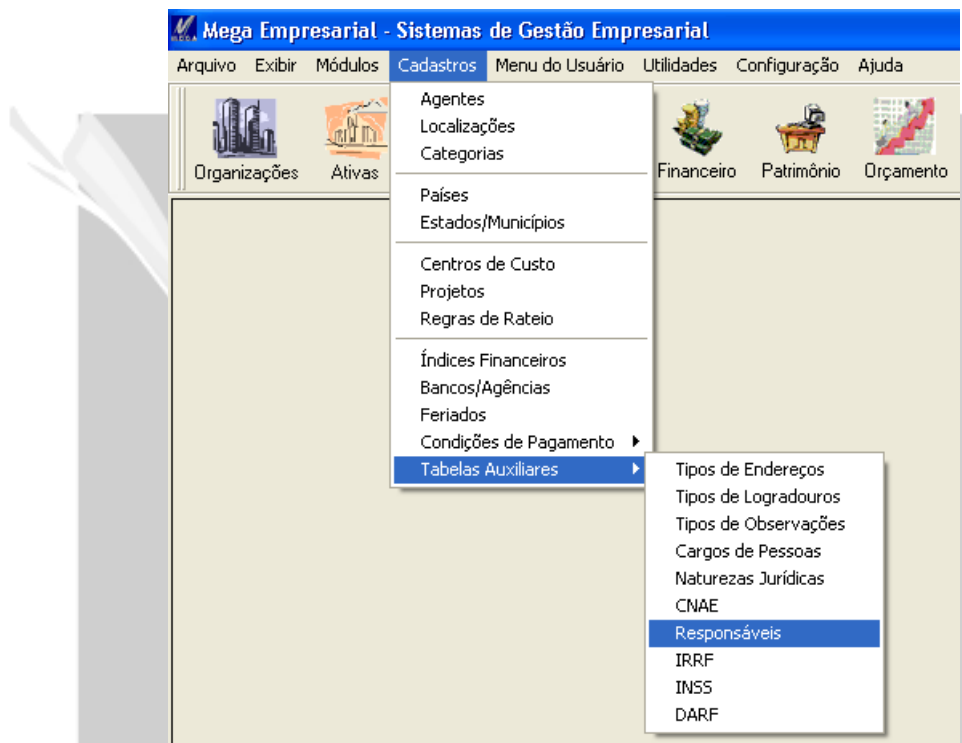 Mega Empresarial - Sistemas de Gestão Empresarial
Arquivo Exibir Módulos Cadastros Menu do Usuário Utilidades Configuração Ajuda
Organizações Ativas Financeiro Patrimônio Orçamento
Agentes
Localizações
Categorias
Países
Estados/Municípios
Centros de Custo
Projetos
Regras de Rateio
Índices Financeiros
Bancos/Agências
Feriados
Condições de Pagamento
Tabelas Auxiliares
Tipos de Endereços
Tipos de Logradouros
Tipos de Observações
Cargos de Pessoas
Naturezas Jurídicas
CNAE
Responsáveis
IRRF
INSS
DARF